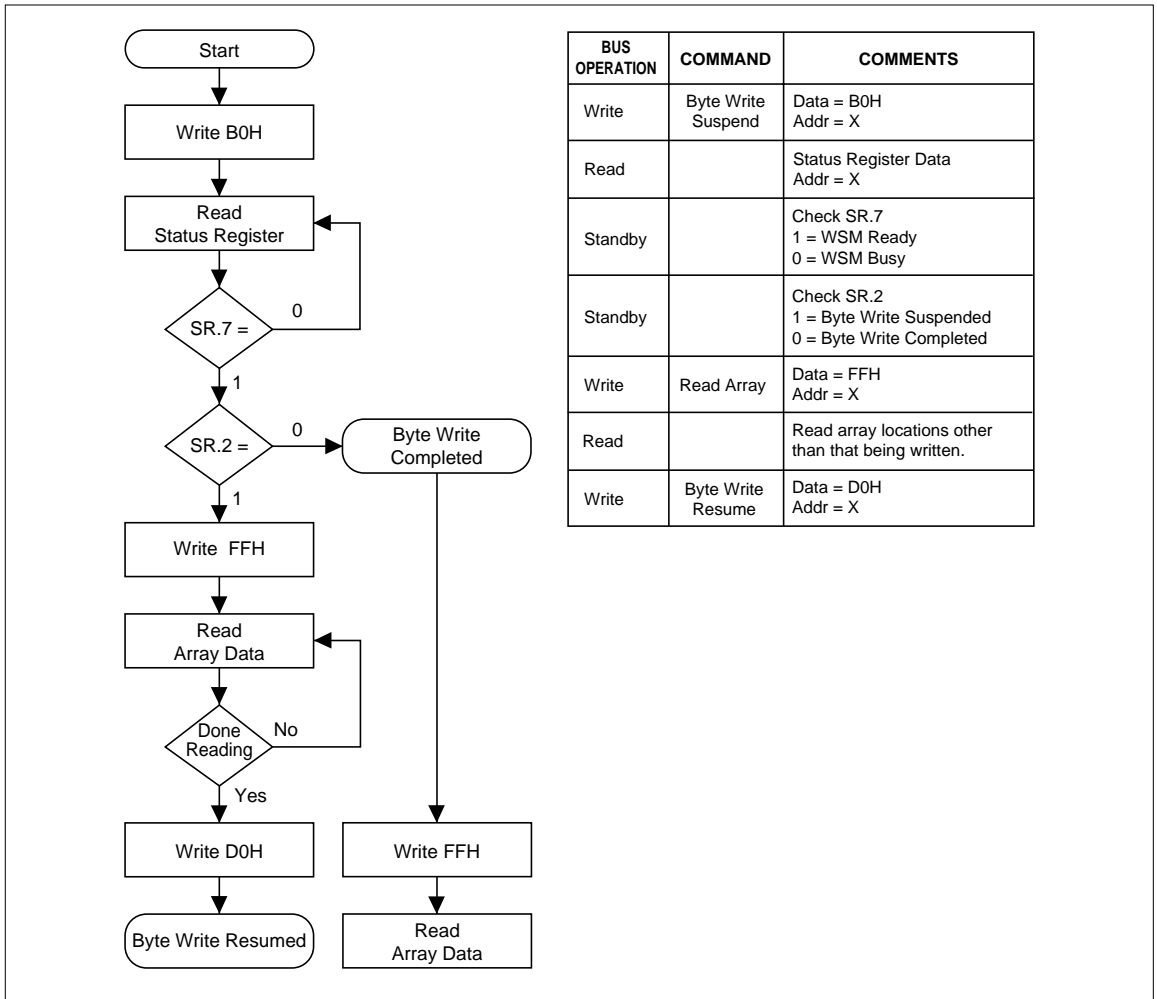 Start
Write B0H
Read
Status Register
SR.7 =
0
1
SR.2 =
0
Byte Write
Completed
1
Write FFH
Read
Array Data
Done
Reading
No
Yes
Write D0H
Write FFH
Byte Write Resumed
Read
Array Data
BUS
OPERATION
COMMAND
COMMENTS
Write
Byte Write
Suspend
Data = B0H
Addr = X
Read
Status Register Data
Addr = X
Standby
Check SR.7
1 = WSM Ready
0 = WSM Busy
Standby
Check SR.2
1 = Byte Write Suspended
0 = Byte Write Completed
Write
Read Array
Data = FFH
Addr = X
Read
Read array locations other
than that being written.
Write
Byte Write
Resume
Data = D0H
Addr = X